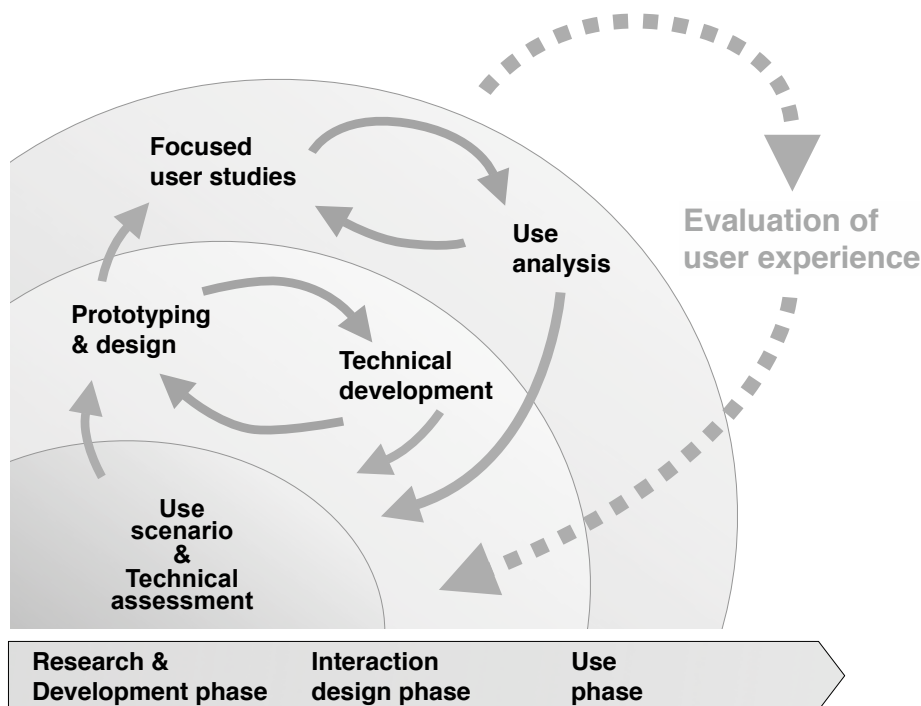 Focused
user studies
Use
analysis
Evaluation of
user experience
Prototyping
& design
Technical
development
Use
scenario
&
Technical
assessment
Research &
Development phase
Interaction
design phase
Use
phase